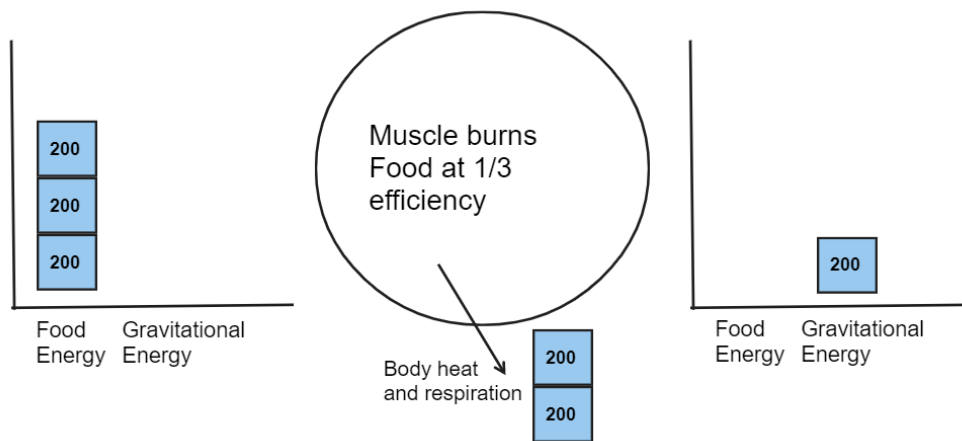 200
200
200
Food Gravitational
Energy Energy
Muscle burns
Food at 1/3
efficiency
Body heat
and respiration
200
200
200
Food Gravitational
Energy Energy